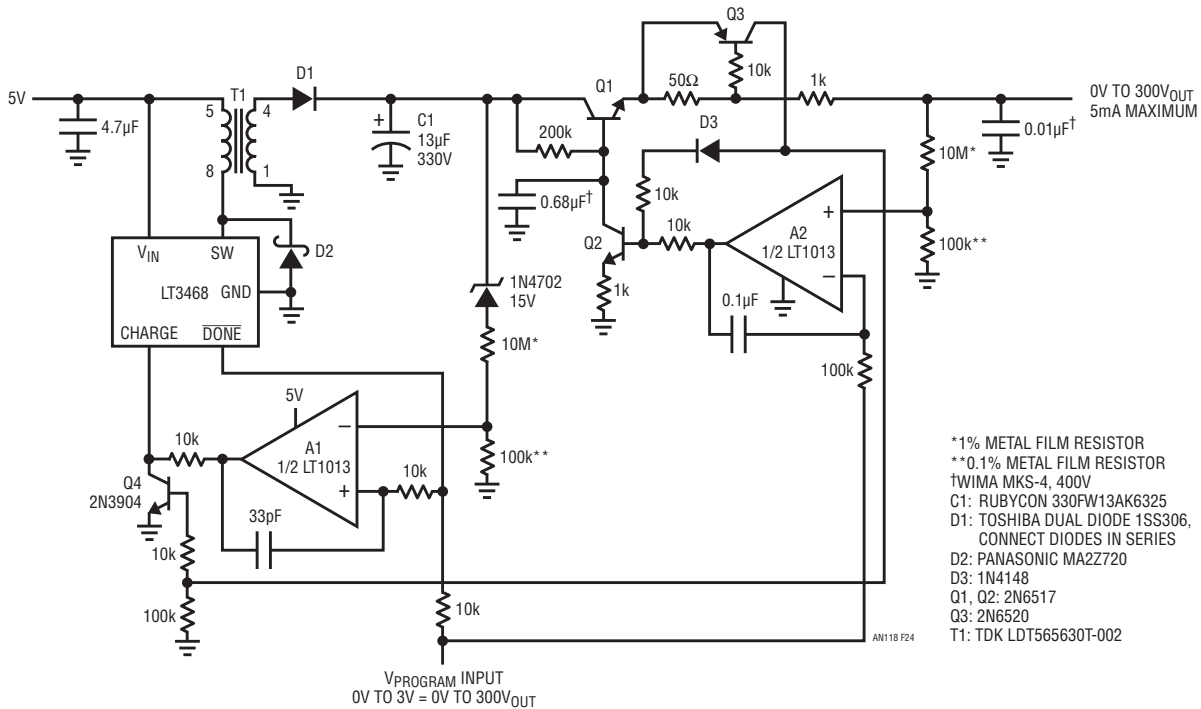 5V
4.7µF
5
8
T1
4
1
D1
+
C1
13µF
330V
200k
0.68µF†
Q1
50Ω
Q3
10k
1k
0V TO 300VOUT
5mA MAXIMUM
0.01µF†
10M*
100k**
D3
10k
10k
Q2
1k
A2
1/2 LT1013
+
–
0.1µF
100k
VIN
SW
LT3468
GND
CHARGE
DONE
D2
1N4702
15V
10M*
100k**
5V
A1
1/2 LT1013
–
+
10k
10k
33pF
Q4
2N3904
10k
100k
10k
VPROGRAM INPUT
0V TO 3V = 0V TO 300VOUT
AN118 F24
*1% METAL FILM RESISTOR
**0.1% METAL FILM RESISTOR
†WIMA MKS-4, 400V
C1: RUBYCON 330FW13AK6325
D1: TOSHIBA DUAL DIODE 1SS306,
CONNECT DIODES IN SERIES
D2: PANASONIC MA2Z720
D3: 1N4148
Q1, Q2: 2N6517
Q3: 2N6520
T1: TDK LDT565630T-002